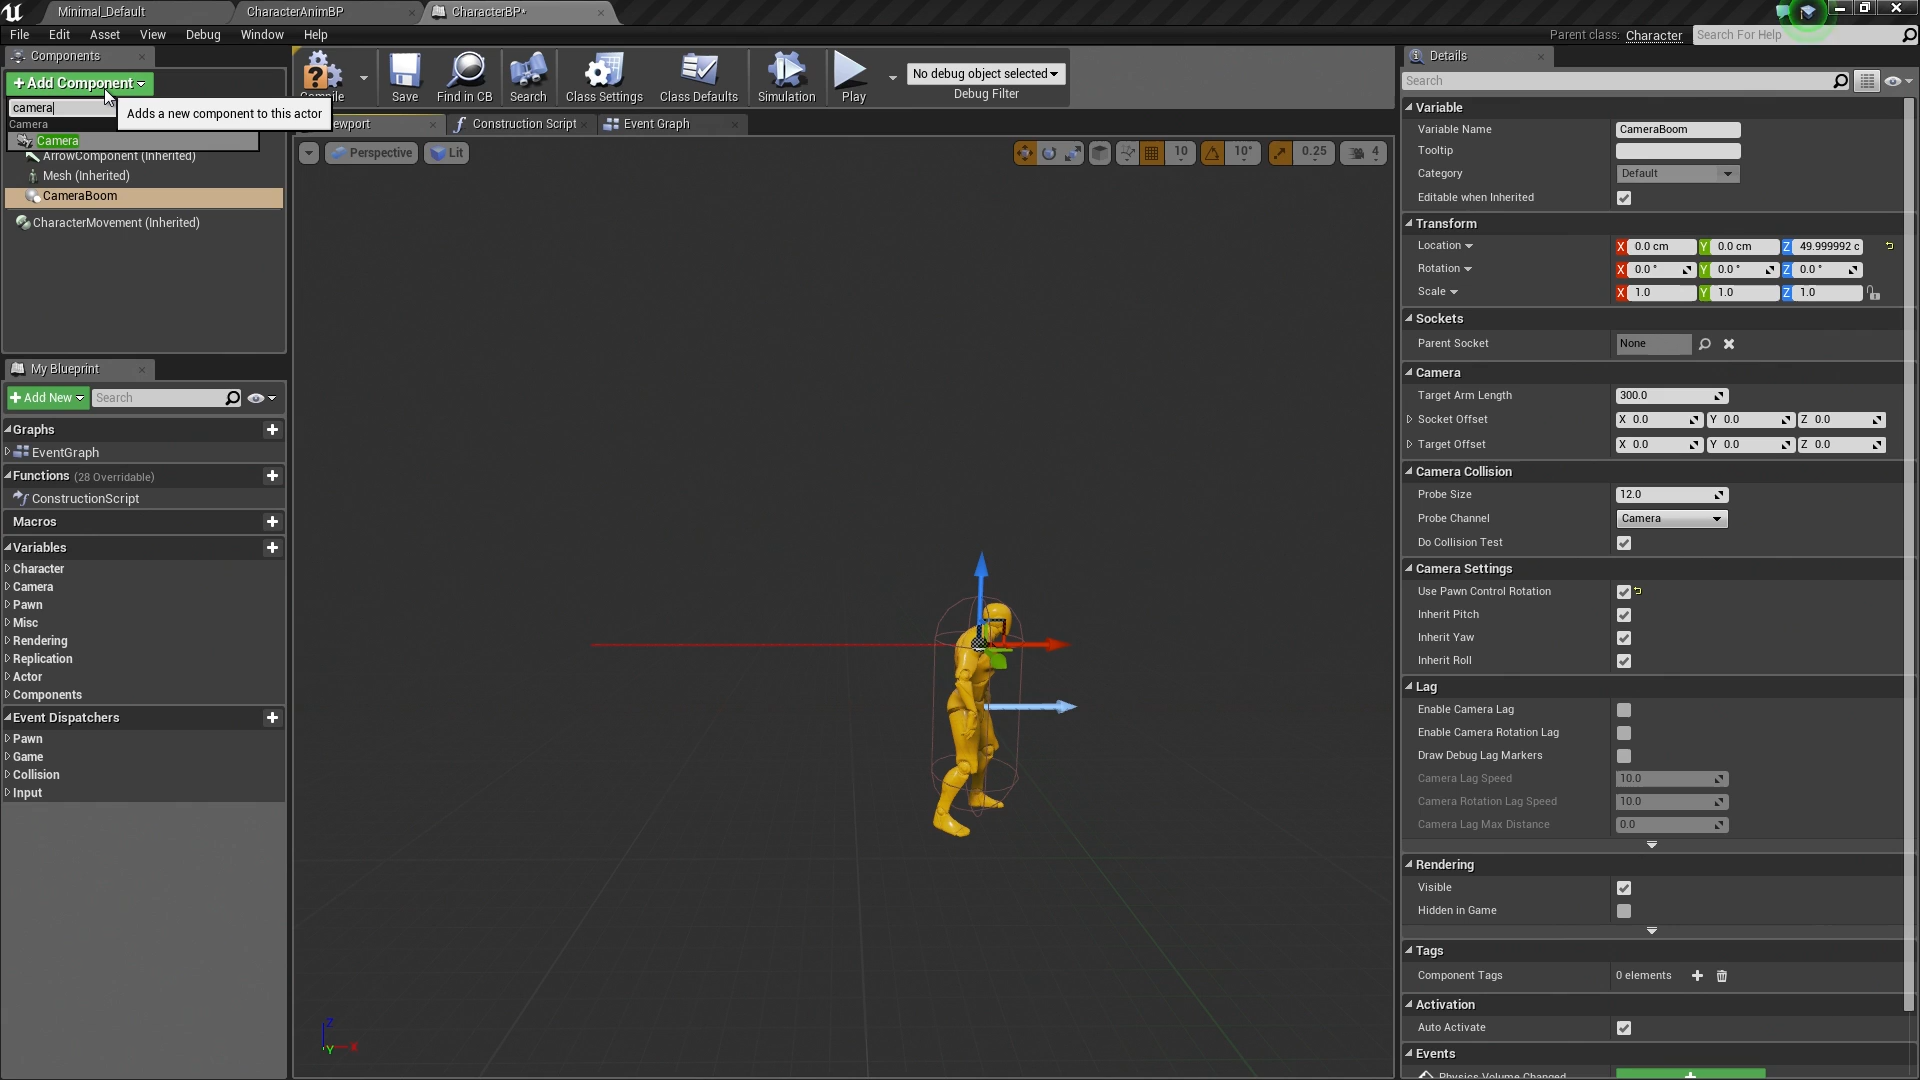 Minimal_Default
CharacterAnimBP
CharacterBP*
File Edit Asset View Debug Window Help
Parent class: Character
Search For Help
Components
+Add Component
camera
Adds a new component to this actor
Camera
Camera
ArrowComponent (Inherited)
Mesh (Inherited)
CameraBoom
CharacterMovement (Inherited)
Save
Find in CB
Search
Class Settings
Class Defaults
Simulation
Play
No debug object selected
Debug Filter
Construction Script
Event Graph
Perspective
Lit
10
10°
0.25
4
My Blueprint
+Add New
Search
Graphs
EventGraph
Functions (28 Overridable)
ConstructionScript
Macros
Variables
Character
Camera
Pawn
Misc
Rendering
Replication
Actor
Components
Event Dispatchers
Pawn
Game
Collision
Input
Z
Y
X
Details
Search
Variable
Variable Name CameraBoom
Tooltip
Category Default
Editable when Inherited
Transform
Location X 0.0 cm Y 0.0 cm Z 49.999992 c
Rotation X 0.0 ° Y 0.0 ° Z 0.0 °
Scale X 1.0 Y 1.0 Z 1.0
Sockets
Parent Socket None
Camera
Target Arm Length 300.0
Socket Offset X 0.0 Y 0.0 Z 0.0
Target Offset X 0.0 Y 0.0 Z 0.0
Camera Collision
Probe Size 12.0
Probe Channel Camera
Do Collision Test
Camera Settings
Use Pawn Control Rotation
Inherit Pitch
Inherit Yaw
Inherit Roll
Lag
Enable Camera Lag
Enable Camera Rotation Lag
Draw Debug Lag Markers
Camera Lag Speed 10.0
Camera Rotation Lag Speed 10.0
Camera Lag Max Distance 0.0
Rendering
Visible
Hidden in Game
Tags
Component Tags 0 elements
Activation
Auto Activate
Events
Physics Volume Changed